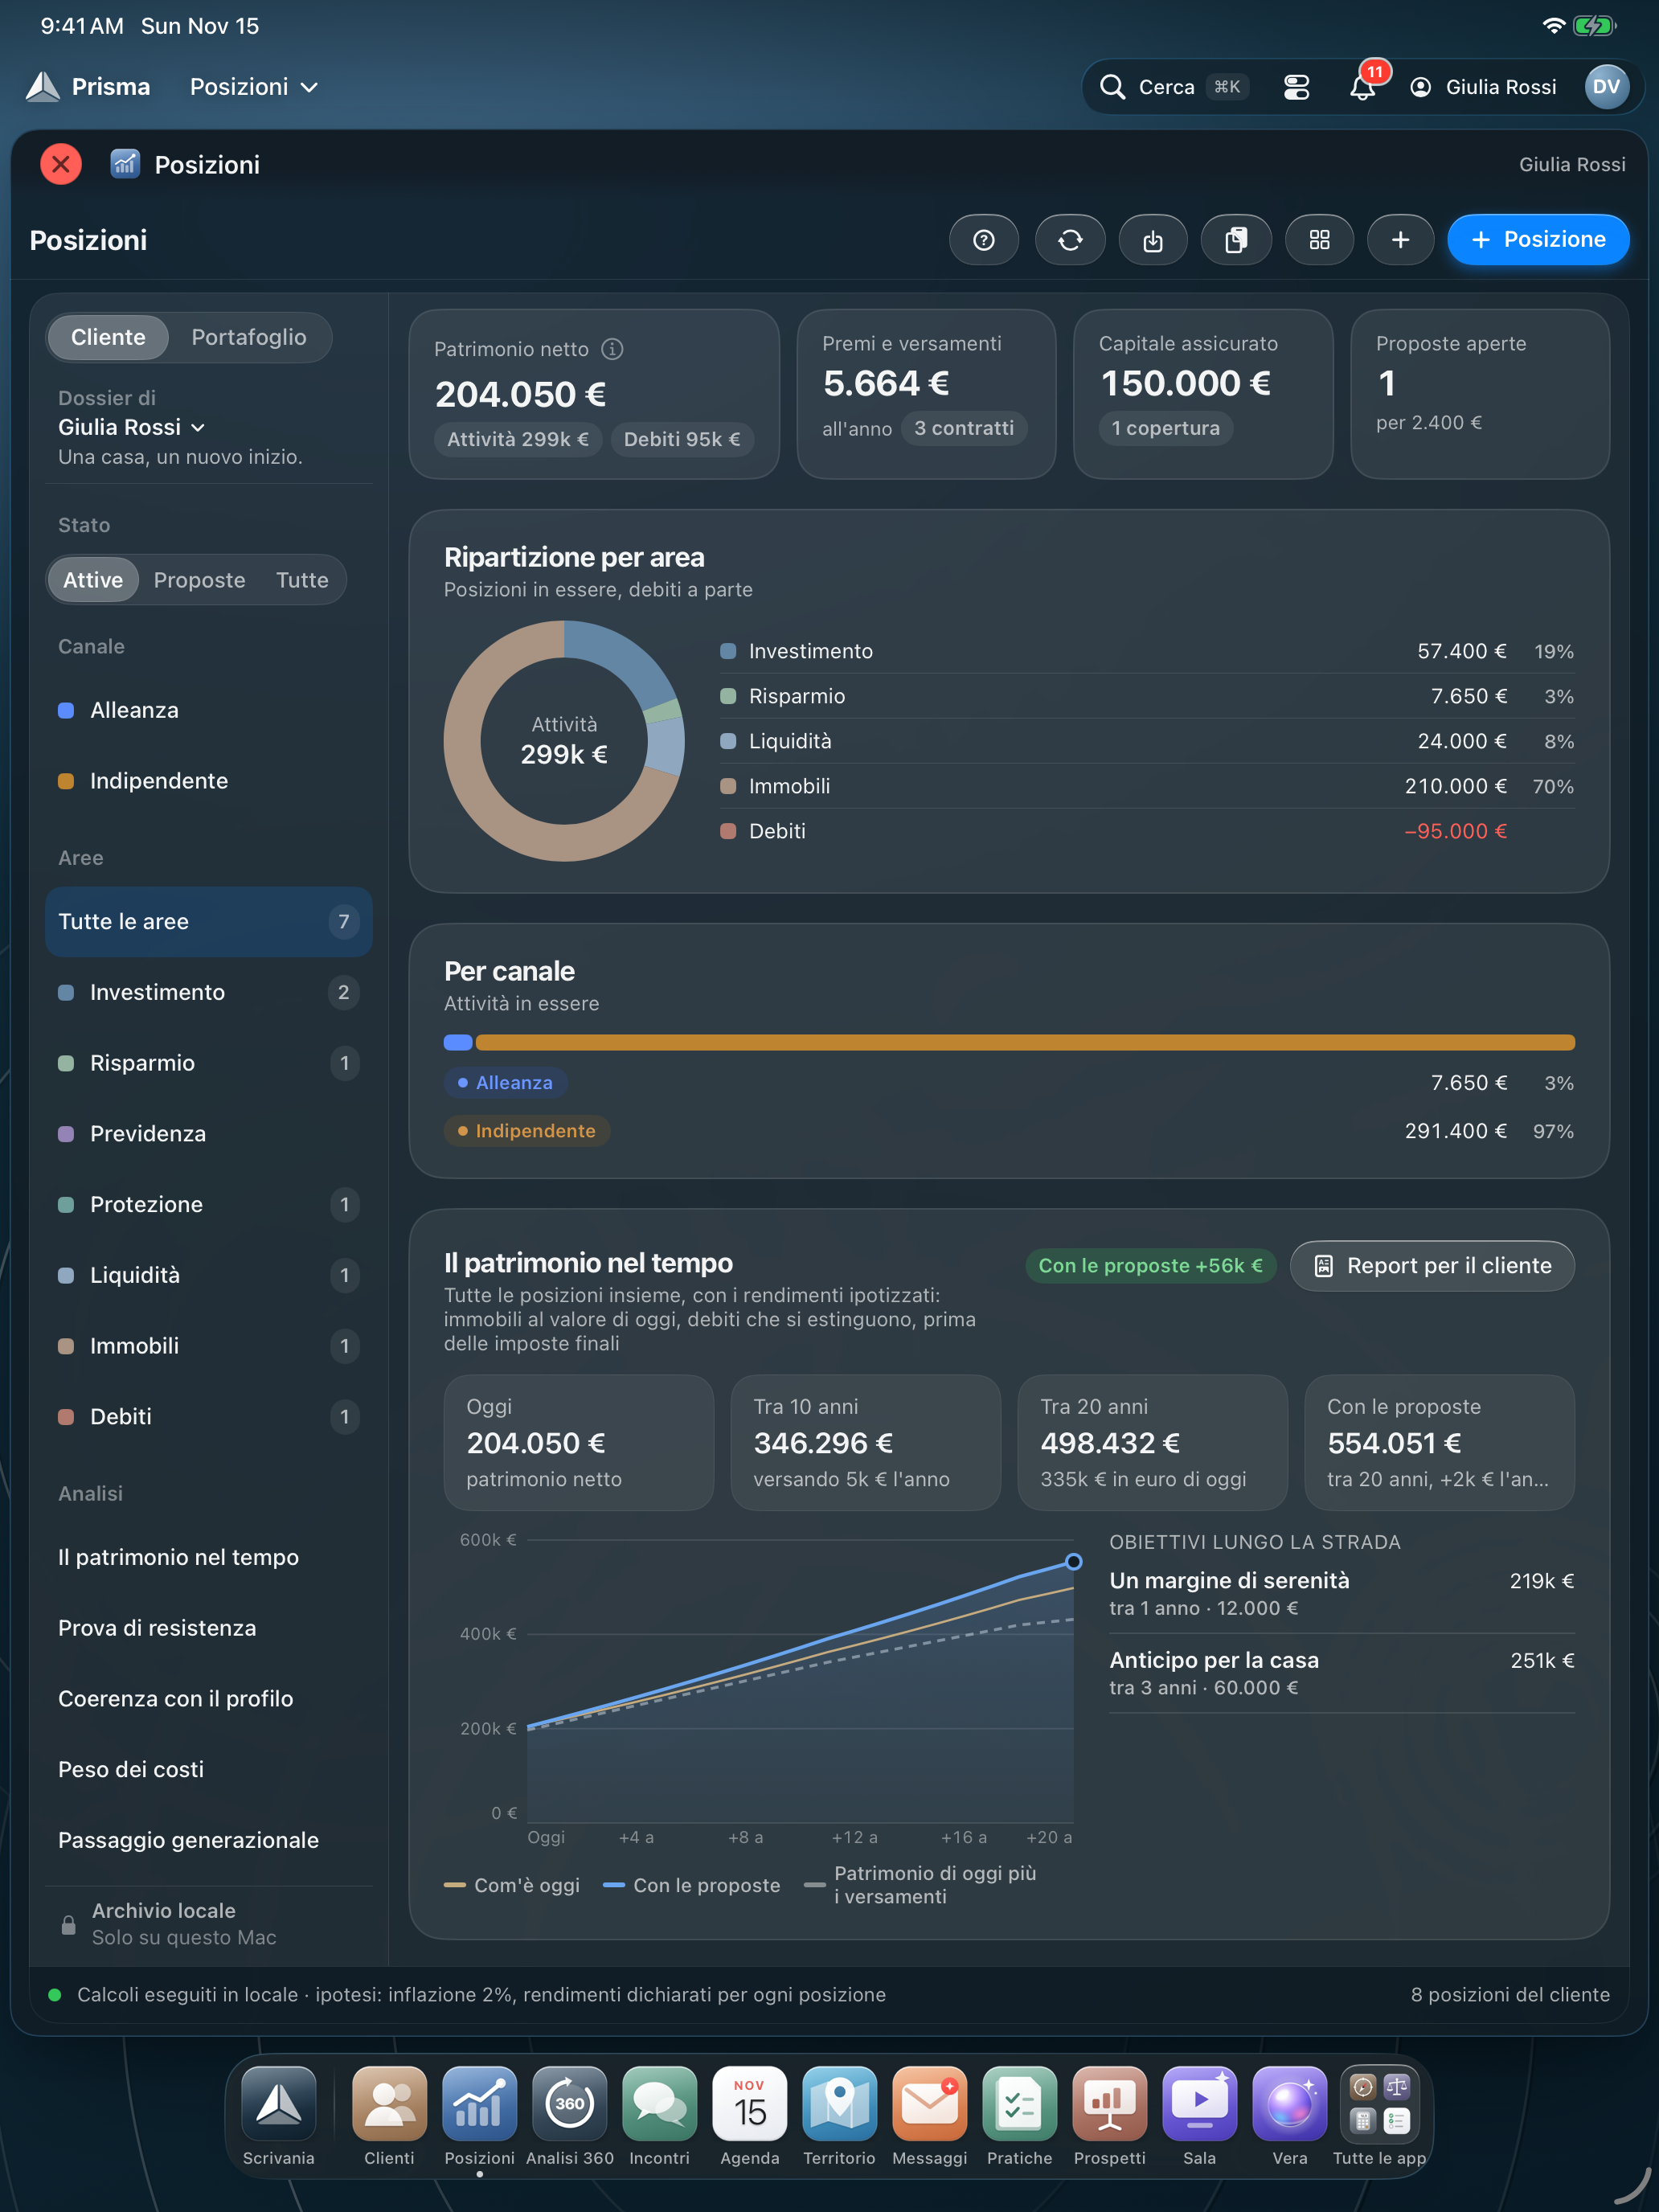 9:41 AM Sun Nov 15
Prisma
Posizioni
Cerca ⌘K
11
Giulia Rossi
DV
Posizioni
Giulia Rossi
Posizioni
Posizione
Cliente
Portafoglio
Dossier di
Giulia Rossi
Una casa, un nuovo inizio.
Stato
Attive
Proposte
Tutte
Canale
Alleanza
Indipendente
Aree
Tutte le aree 7
Investimento 2
Risparmio 1
Previdenza
Protezione 1
Liquidità 1
Immobili 1
Debiti 1
Analisi
Il patrimonio nel tempo
Prova di resistenza
Coerenza con il profilo
Peso dei costi
Passaggio generazionale
Archivio locale
Solo su questo Mac
Patrimonio netto
204.050 €
Attività 299k €
Debiti 95k €
Premi e versamenti
5.664 €
all'anno
3 contratti
Capitale assicurato
150.000 €
1 copertura
Proposte aperte
1
per 2.400 €
Ripartizione per area
Posizioni in essere, debiti a parte
Attività
299k €
Investimento 57.400 € 19%
Risparmio 7.650 € 3%
Liquidità 24.000 € 8%
Immobili 210.000 € 70%
Debiti –95.000 €
Per canale
Attività in essere
Alleanza 7.650 € 3%
Indipendente 291.400 € 97%
Il patrimonio nel tempo
Tutte le posizioni insieme, con i rendimenti ipotizzati:
immobili al valore di oggi, debiti che si estinguono, prima
delle imposte finali
Con le proposte +56k €
Report per il cliente
Oggi
204.050 €
patrimonio netto
Tra 10 anni
346.296 €
versando 5k € l'anno
Tra 20 anni
498.432 €
335k € in euro di oggi
Con le proposte
554.051 €
tra 20 anni, +2k € l'an...
600k €
400k €
200k €
0 €
Oggi +4 a +8 a +12 a +16 a +20 a
Com'è oggi
Con le proposte
Patrimonio di oggi più
i versamenti
OBIETTIVI LUNGO LA STRADA
Un margine di serenità 219k €
tra 1 anno · 12.000 €
Anticipo per la casa 251k €
tra 3 anni · 60.000 €
Calcoli eseguiti in locale · ipotesi: inflazione 2%, rendimenti dichiarati per ogni posizione
8 posizioni del cliente
360
NOV
15
Scrivania
Clienti
Posizioni
Analisi 360
Incontri
Agenda
Territorio
Messaggi
Pratiche
Prospetti
Sala
Vera
Tutte le app